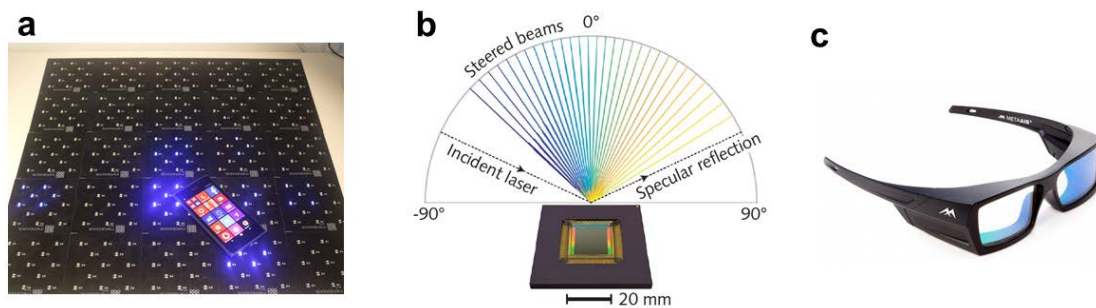 a
b
c
0°
Steered beams
Incident laser
Specular reflection
-90°
90°
20 mm
METAAIR®